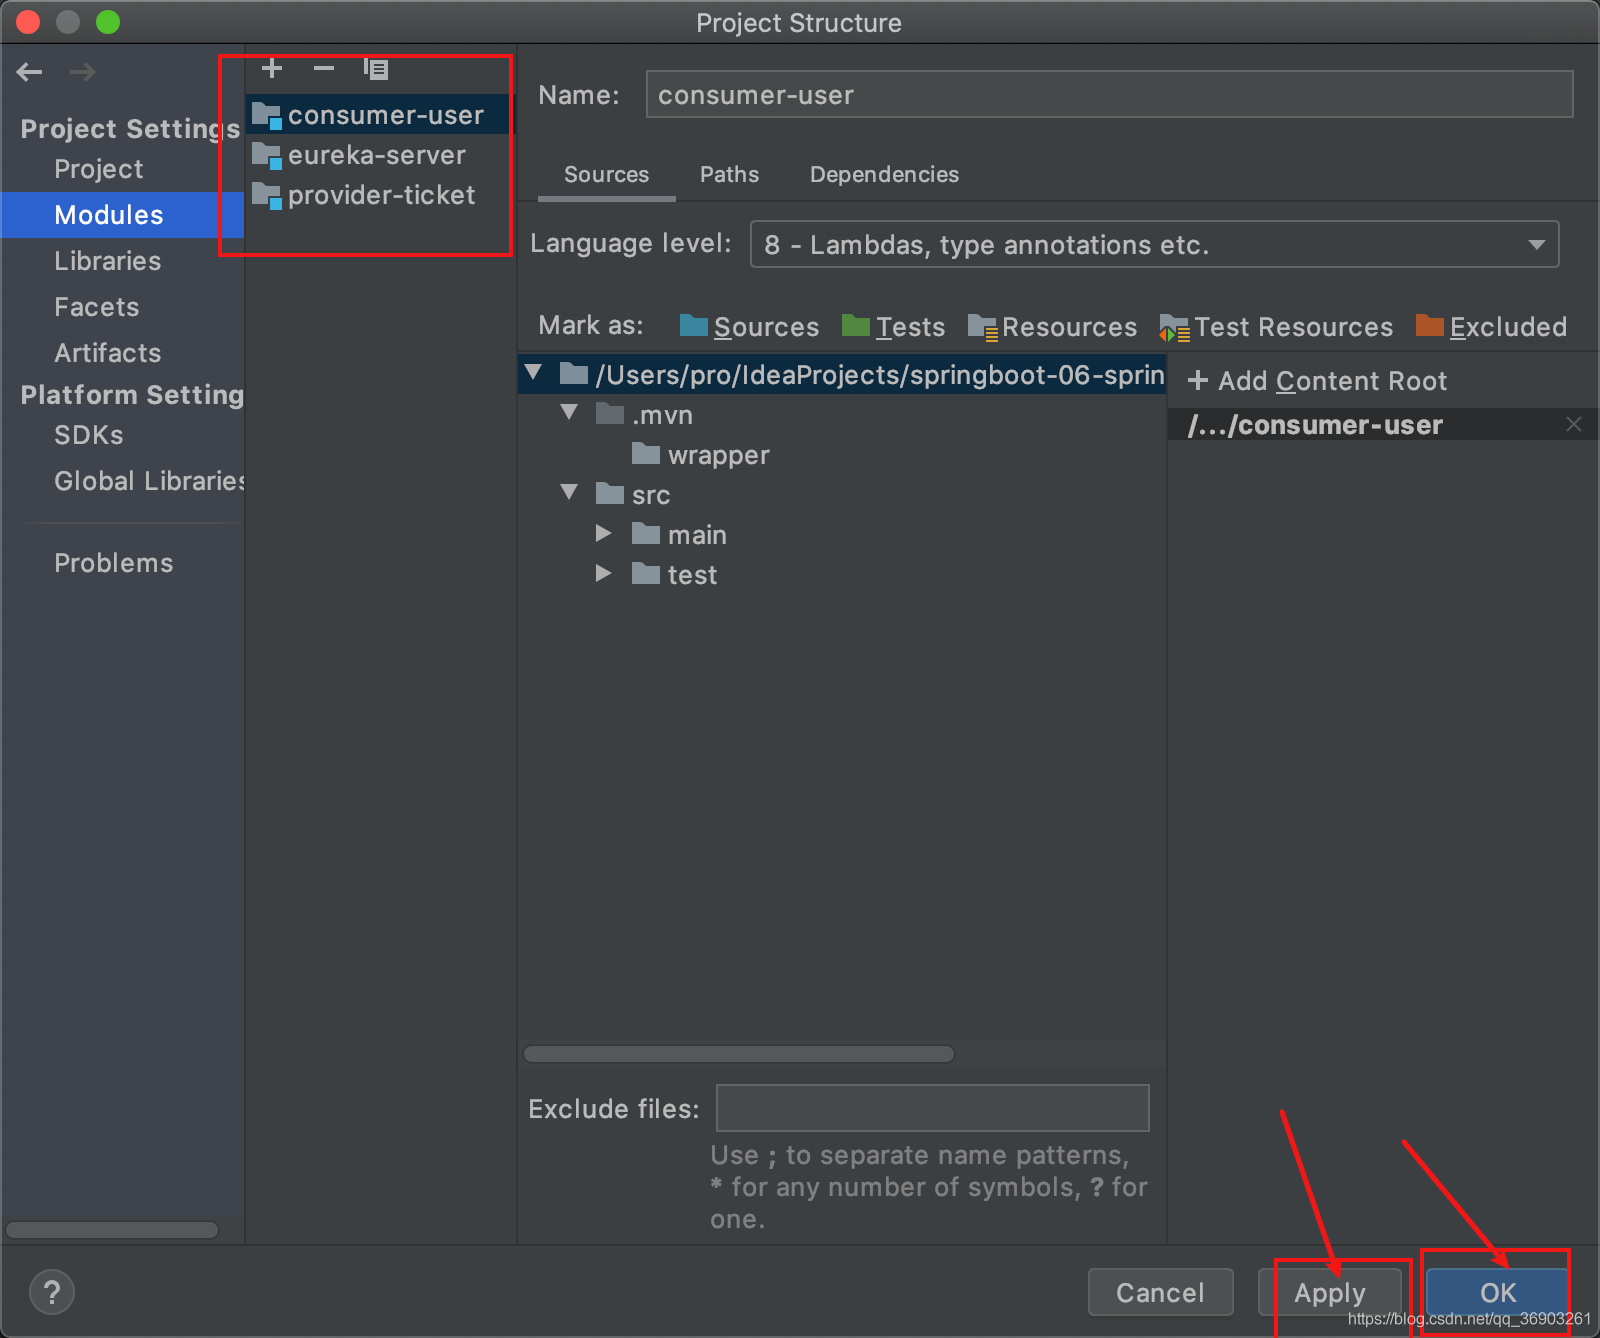 Project Structure
Project Settings
Project
Modules
Libraries
Facets
Artifacts
Platform Setting
SDKs
Global Libraries
Problems
consumer-user
eureka-server
provider-ticket
Name: consumer-user
Sources Paths Dependencies
Language level: 8 - Lambdas, type annotations etc.
Mark as: Sources Tests Resources Test Resources Excluded
/Users/pro/IdeaProjects/springboot-06-sprin
.mvn
wrapper
src
main
test
+ Add Content Root
/.../consumer-user
Exclude files:
Use ; to separate name patterns,
* for any number of symbols, ? for
one.
? Cancel Apply OK
https://blog.csdn.net/qq_36903261